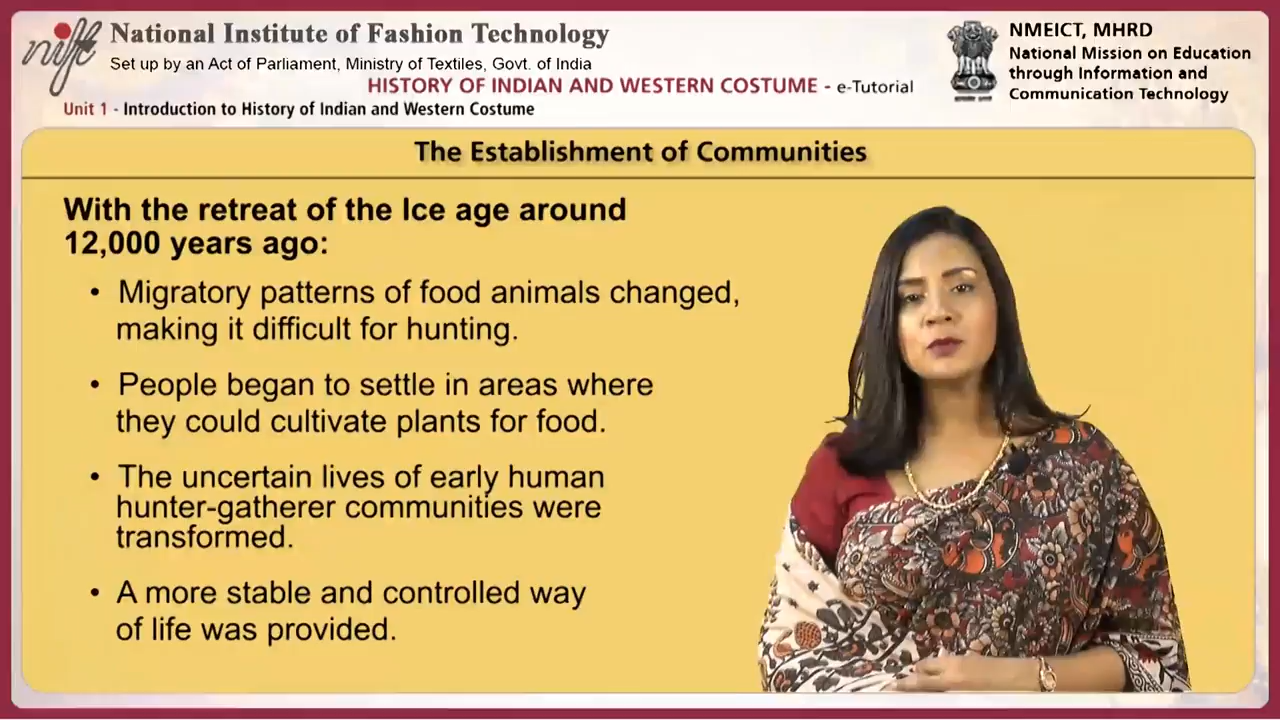 nift
National Institute of Fashion Technology
Set up by an Act of Parliament, Ministry of Textiles, Govt. of India
HISTORY OF INDIAN AND WESTERN COSTUME - e-Tutorial
Unit 1 - Introduction to History of Indian and Western Costume
NMEICT, MHRD
National Mission on Education
through Information and
Communication Technology
The Establishment of Communities
With the retreat of the Ice age around
12,000 years ago:
• Migratory patterns of food animals changed,
making it difficult for hunting.
• People began to settle in areas where
they could cultivate plants for food.
• The uncertain lives of early human
hunter-gatherer communities were
transformed.
• A more stable and controlled way
of life was provided.